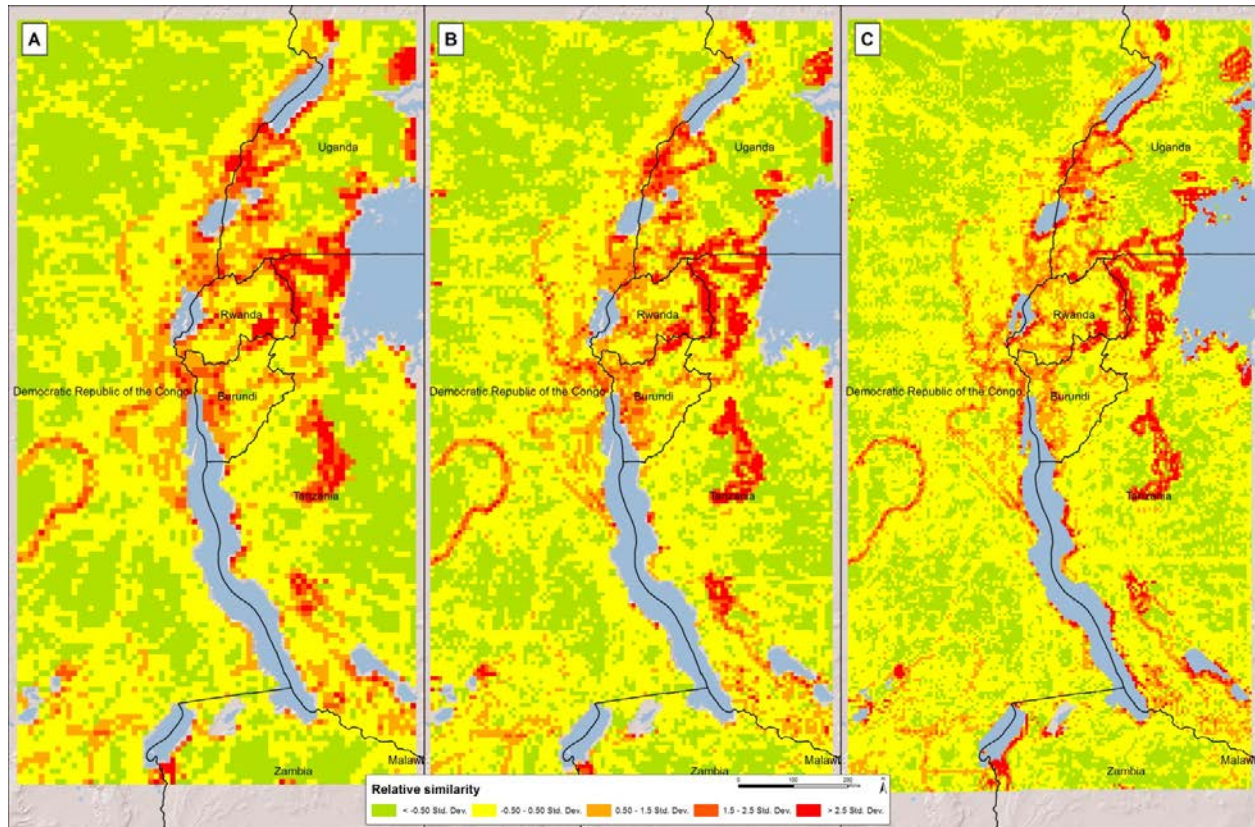 A
B
C
Uganda
Uganda
Uganda
Rwanda
Rwanda
Rwanda
Democratic Republic of the Congo
Burundi
Democratic Republic of the Congo
Burundi
Democratic Republic of the Congo
Burundi
Tanzania
Tanzania
Tanzania
Malawi
Malawi
Malawi
Zambia
Zambia
Zambia
Relative similarity
0 100 200
< -0.50 Std. Dev.
-0.50 - 0.50 Std. Dev.
0.50 - 1.5 Std. Dev.
1.5 - 2.5 Std. Dev.
> 2.5 Std. Dev.